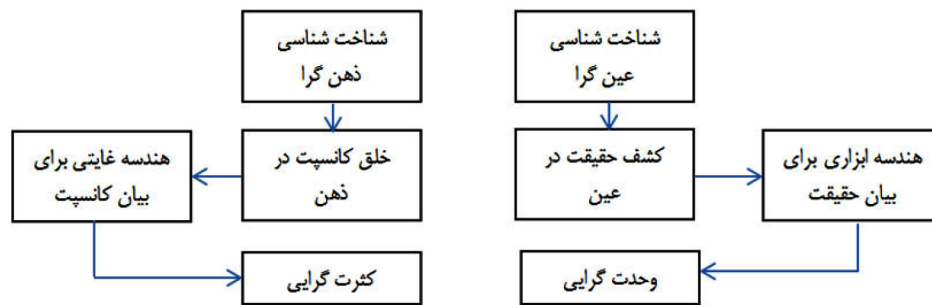 شناخت شناسی
عین گرا
شناخت شناسی
ذهن گرا
هندسه ابزاری برای
بیان حقیقت
کشف حقیقت در
عین
خلق کانسپت در
ذهن
هندسه غایتی برای
بیان کانسپت
وحدت گرایی
کثرت گرایی